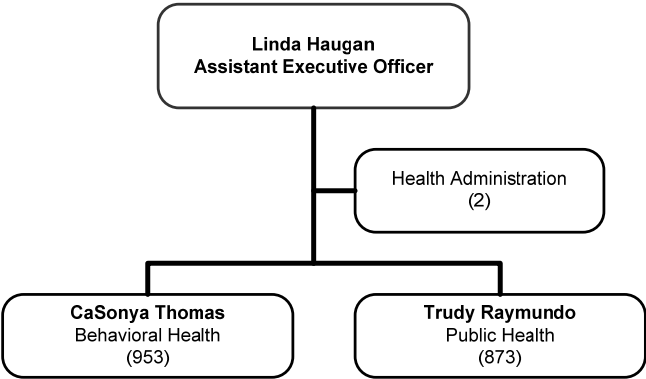 Linda Haugan
Assistant Executive Officer
Health Administration
(2)
CaSonya Thomas
Behavioral Health
(953)
Trudy Raymundo
Public Health
(873)